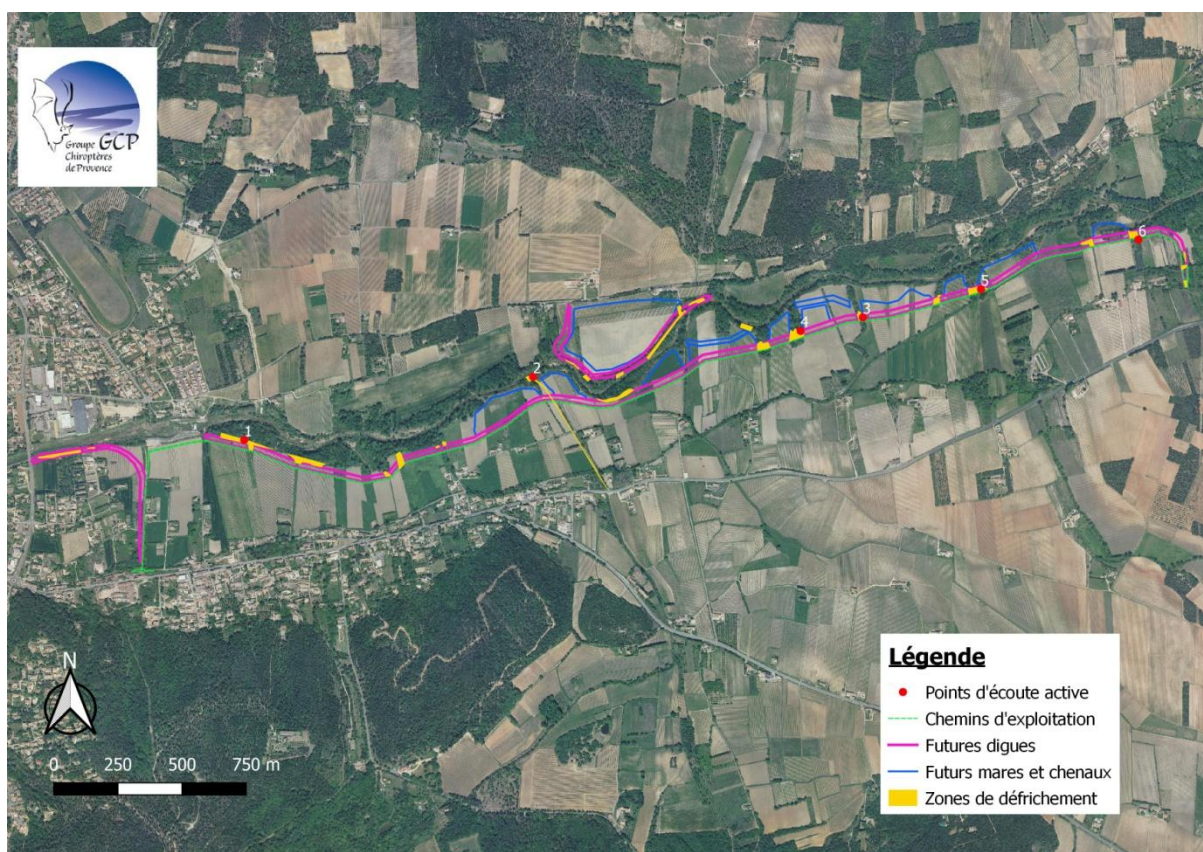 Groupe GCP
Chiroptères
de Provence
6
5
3
4
2
1
N
0 250 500 750 m
Légende
Points d'écoute active
Chemins d'exploitation
Futures digues
Futurs mares et chenaux
Zones de défrichement